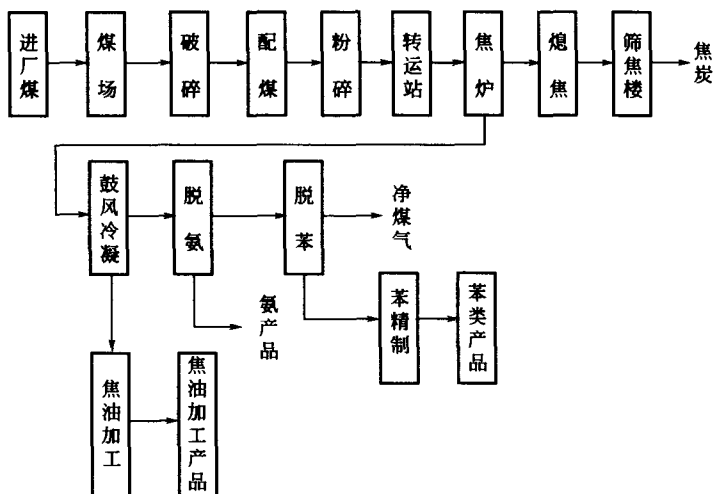 进厂煤
煤场
破碎
配煤
粉碎
转运站
焦炉
熄焦
筛焦楼
焦炭
鼓风冷凝
脱氨
脱苯
净煤气
氨产品
苯精制
苯类产品
焦油加工
焦油加工产品